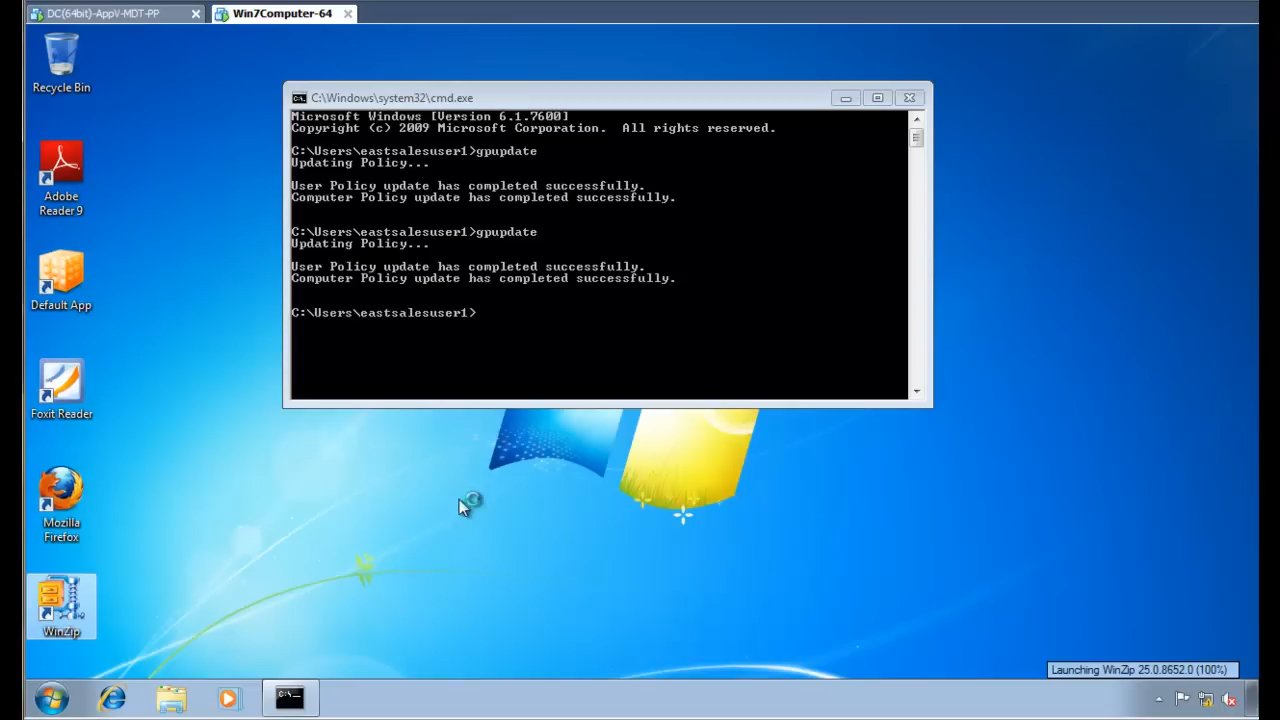 DC(64bit)-AppV-MDT-PP
Win7Computer-64
Recycle Bin
Adobe
Reader 9
Default App
Foxit Reader
Mozilla
Firefox
WinZip
C:\Windows\system32\cmd.exe
Microsoft Windows [Version 6.1.7600]
Copyright (c) 2009 Microsoft Corporation.  All rights reserved.
C:\Users\eastsalesuser1>gpupdate
Updating Policy...
User Policy update has completed successfully.
Computer Policy update has completed successfully.
C:\Users\eastsalesuser1>gpupdate
Updating Policy...
User Policy update has completed successfully.
Computer Policy update has completed successfully.
C:\Users\eastsalesuser1>
Launching WinZip 25.0.8652.0 (100%)